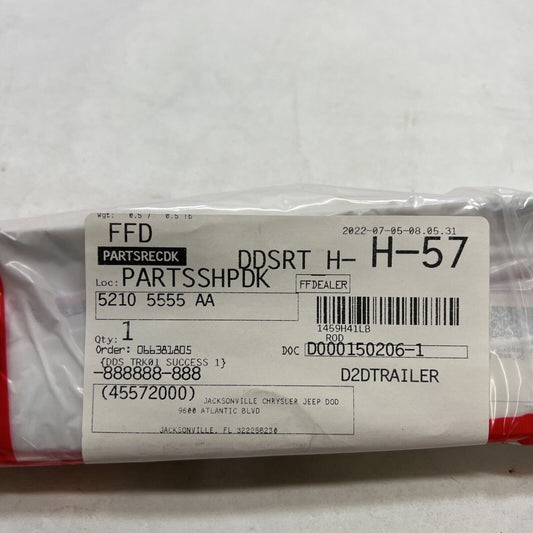 Wgt: 0.5 / 0.5 lb
2022-07-05-08.05.31
FFD
PARTSRECDK
DDSRT H- H-57
Loc: PARTSSHPDK
FFDEALER
5210 5555 AA
1459H41LB
ROD
Qty: 1
Order: 066381805
DOC D000150206-1
{DDS TRK01 SUCCESS 1}
-888888-888
D2DTRAILER
(45572000)
JACKSONVILLE CHRYSLER JEEP DOD
9600 ATLANTIC BLVD
JACKSONVILLE, FL 322258230